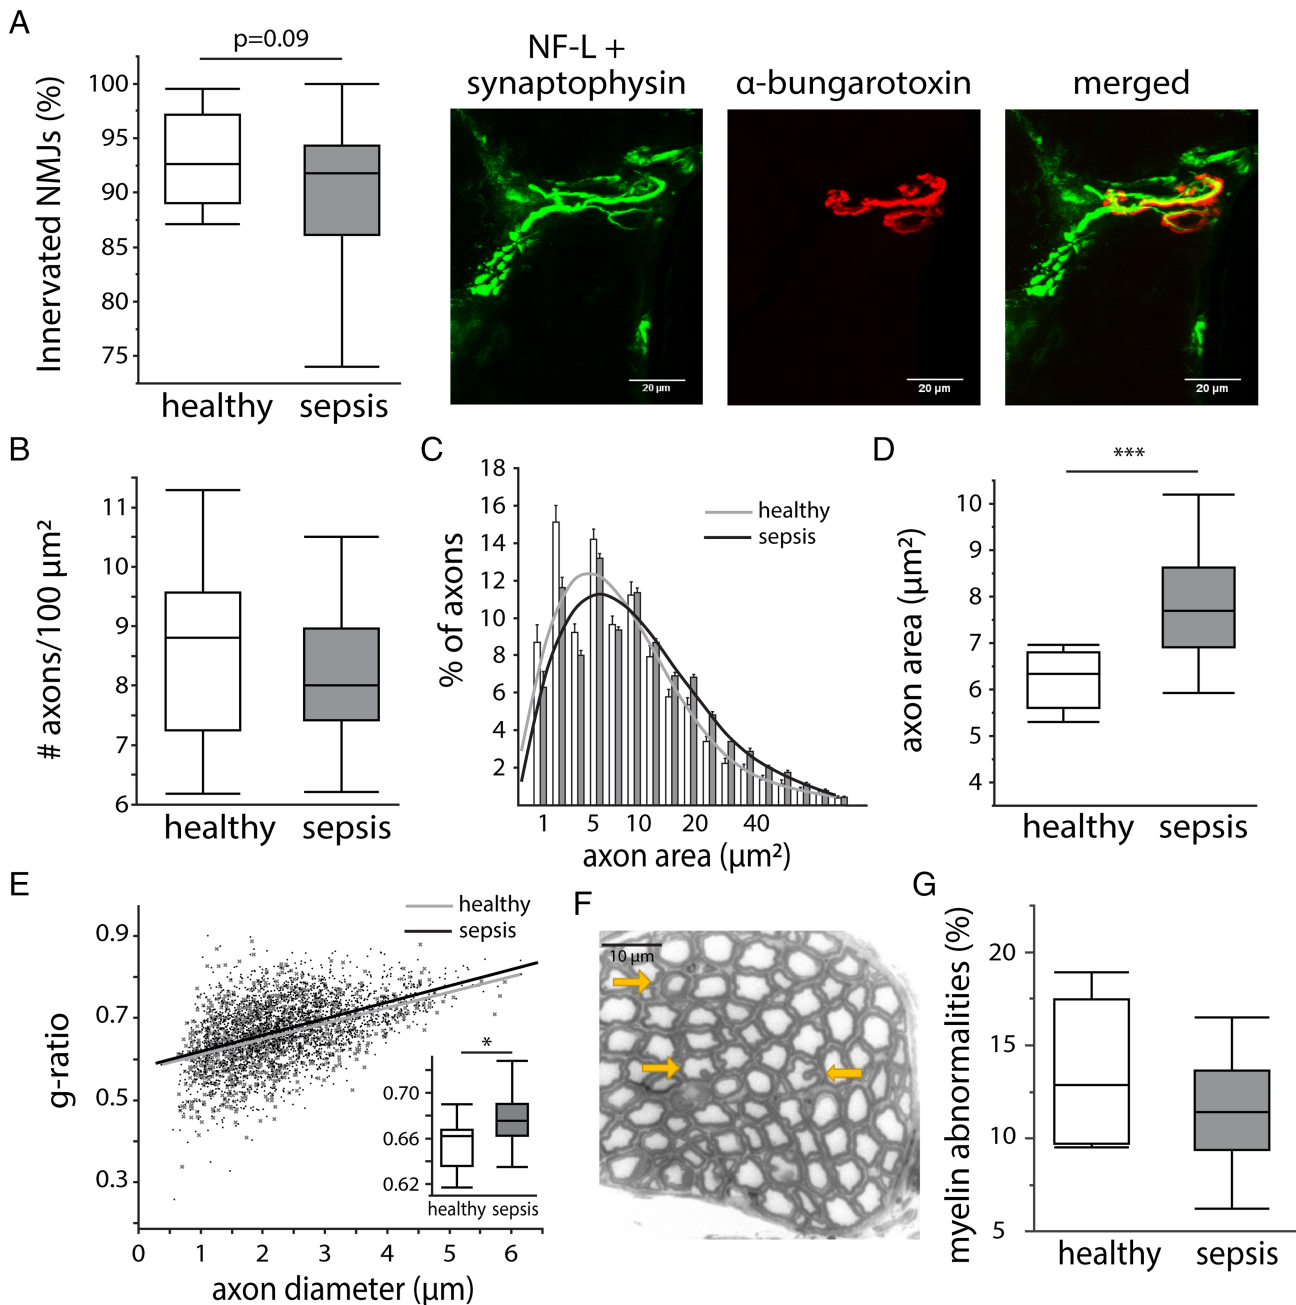 A
p=0.09
Innervated NMJs (%)
100
95
90
85
80
75
healthy
sepsis
NF-L +
synaptophysin
α-bungarotoxin
merged
20 µm
20 µm
20 µm
B
# axons/100 µm²
11
10
9
8
7
6
healthy
sepsis
C
% of axons
18
16
14
12
10
8
6
4
2
healthy
sepsis
1
5
10
20
40
axon area (µm²)
D
***
axon area (µm²)
10
9
8
7
6
5
4
healthy
sepsis
E
g-ratio
0.9
0.7
0.5
0.3
healthy
sepsis
*
0.70
0.66
0.62
healthy
sepsis
0
1
2
3
4
5
6
axon diameter (µm)
F
10 µm
G
myelin abnormalities (%)
20
15
10
5
healthy
sepsis